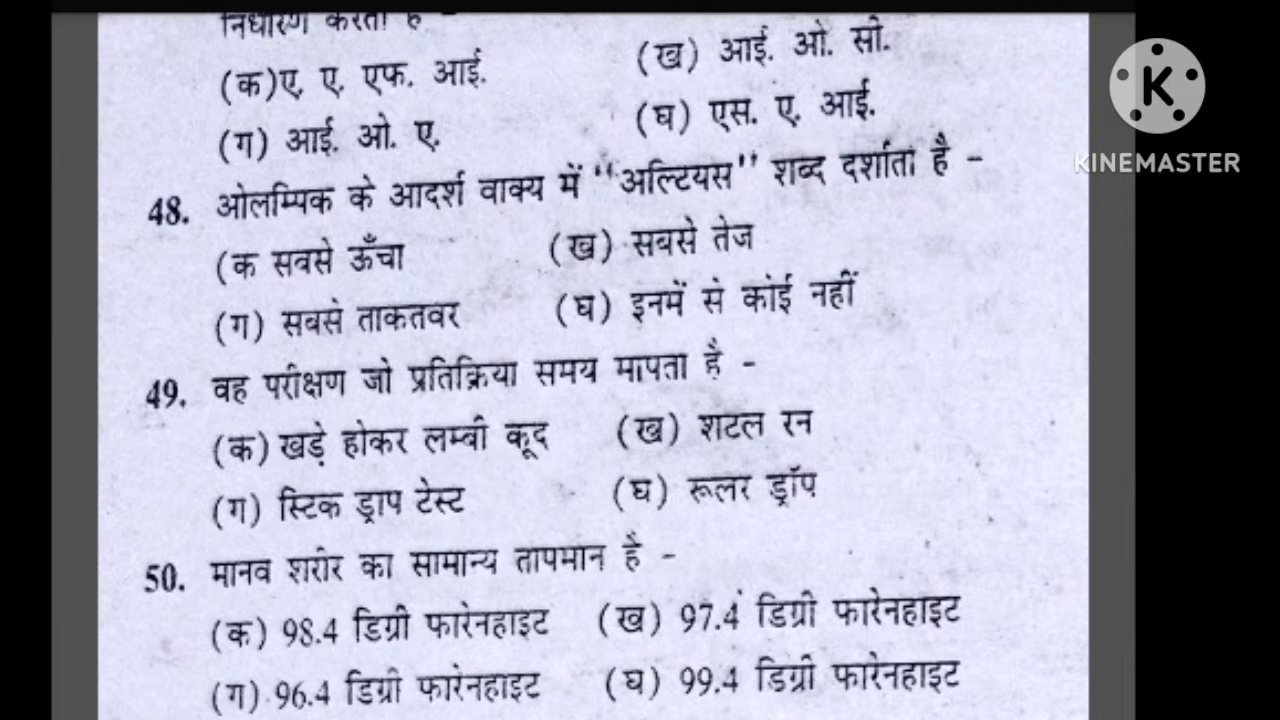 निर्धारण करता है -
(क)ए. ए. एफ. आई.
(ख) आई. ओ. सी.
(ग) आई. ओ. ए.
(घ) एस. ए. आई.
48. ओलम्पिक के आदर्श वाक्य में "अल्टियस" शब्द दर्शाता है -
(क सबसे ऊँचा
(ख) सबसे तेज
(ग) सबसे ताकतवर
(घ) इनमें से कोई नहीं
49. वह परीक्षण जो प्रतिक्रिया समय मापता है -
(क) खड़े होकर लम्बी कूद
(ख) शटल रन
(ग) स्टिक ड्राप टेस्ट
(घ) रूलर ड्रॉप
50. मानव शरीर का सामान्य तापमान है -
(क) 98.4 डिग्री फारेनहाइट
(ख) 97.4 डिग्री फारेनहाइट
(ग) 96.4 डिग्री फारेनहाइट
(घ) 99.4 डिग्री फारेनहाइट
KINEMASTER